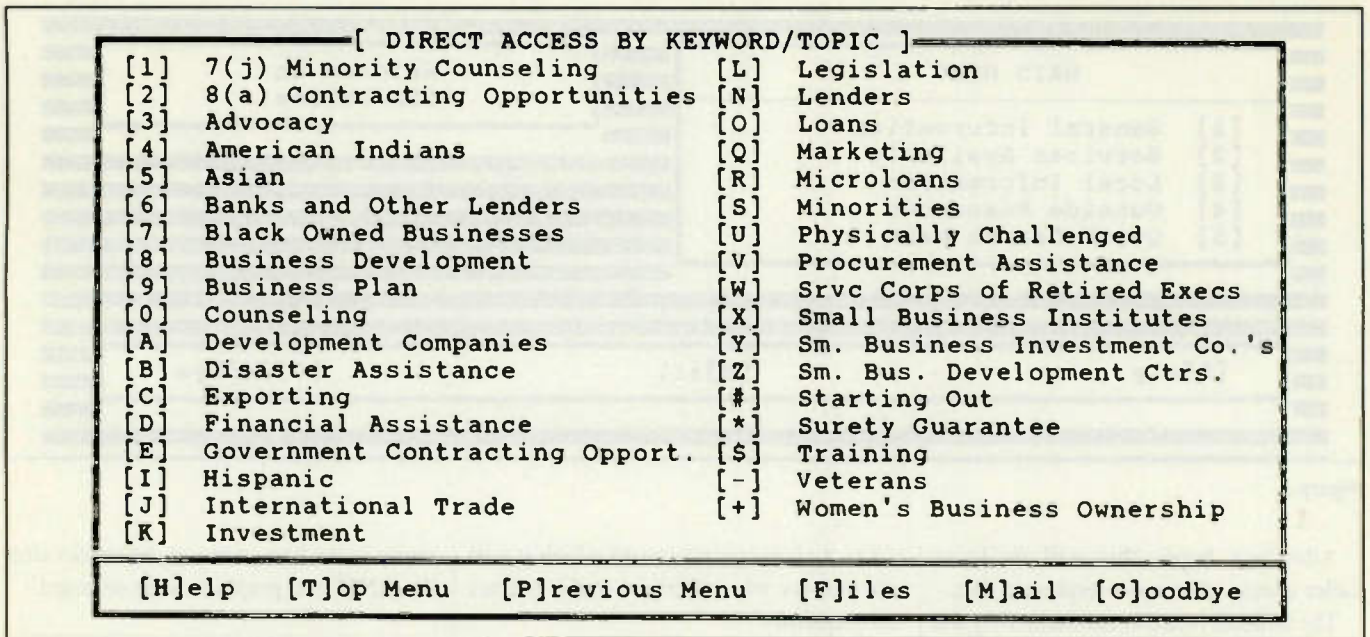 [ DIRECT ACCESS BY KEYWORD/TOPIC ]
[1] 7(j) Minority Counseling [L] Legislation
[2] 8(a) Contracting Opportunities [N] Lenders
[3] Advocacy [O] Loans
[4] American Indians [Q] Marketing
[5] Asian [R] Microloans
[6] Banks and Other Lenders [S] Minorities
[7] Black Owned Businesses [U] Physically Challenged
[8] Business Development [V] Procurement Assistance
[9] Business Plan [W] Srvc Corps of Retired Execs
[0] Counseling [X] Small Business Institutes
[A] Development Companies [Y] Sm. Business Investment Co.'s
[B] Disaster Assistance [Z] Sm. Bus. Development Ctrs.
[C] Exporting [#] Starting Out
[D] Financial Assistance [*] Surety Guarantee
[E] Government Contracting Opport. [$] Training
[I] Hispanic [-] Veterans
[J] International Trade [+] Women's Business Ownership
[K] Investment
[H]elp [T]op Menu [P]revious Menu [F]iles [M]ail [G]oodbye